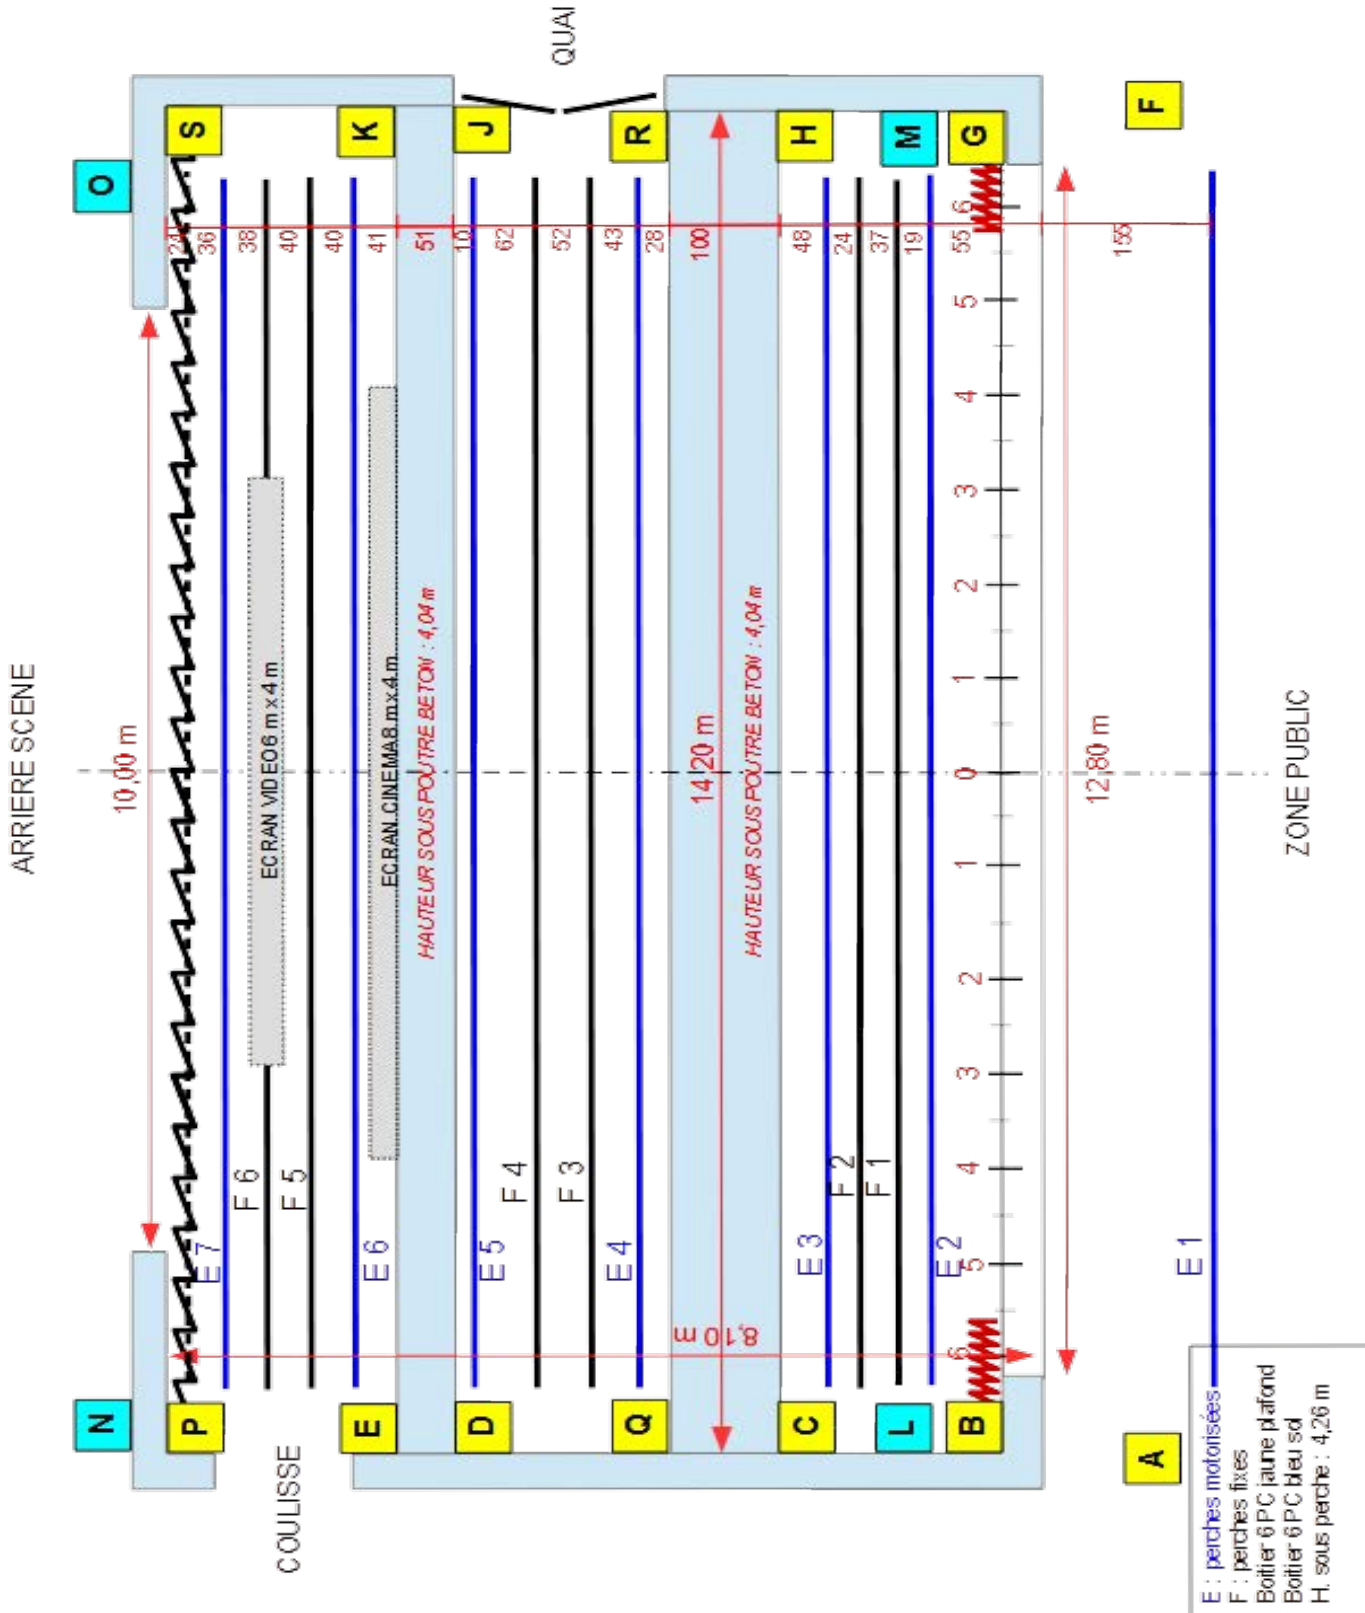 ARRIERE SCENE
10,00 m
N
O
P
S
24
36
38
40
40
41
51
10
62
52
43
28
100
48
24
37
19
55
155
E 7
F 6
ECRAN VIDEO6 m x 4 m
F 5
COULISSE
E 6
E
K
ECRAN CINEMA8 m x 4 m
HAUTEUR SOUS POUTRE BETON : 4,04 m
D
J
E 5
F 4
QUAI
F 3
E 4
Q
R
14,20 m
8,10 m
HAUTEUR SOUS POUTRE BETON : 4,04 m
C
H
E 3
F 2
F 1
L
M
E 2
B
G
6 5 4 3 2 1 0 1 2 3 4 5 6
12,80 m
A
F
E 1
ZONE PUBLIC
E : perches motorisées
F : perches fixes
Boitier 6 PC jaune plafond
Boitier 6 PC bleu sol
H. sous perche : 4,26 m